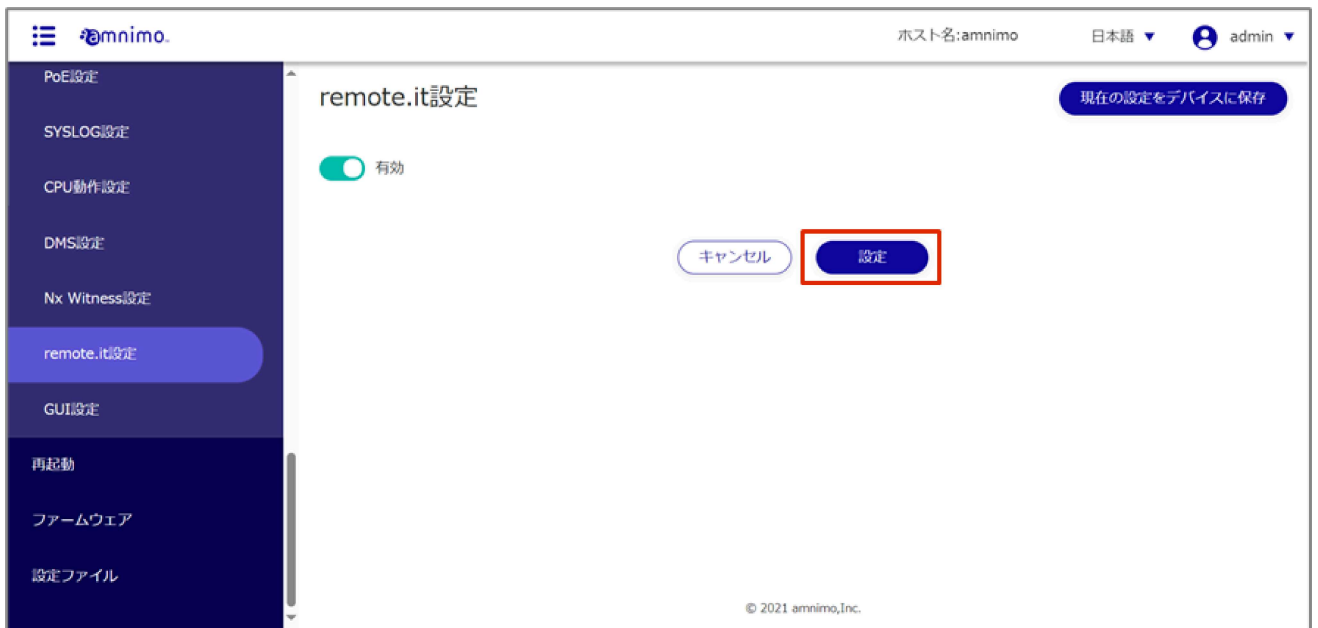 amnimo
ホスト名:amnimo
日本語 ▼
admin ▼
PoE設定
SYSLOG設定
CPU動作設定
DMS設定
Nx Witness設定
remote.it設定
GUI設定
再起動
ファームウェア
設定ファイル
remote.it設定
現在の設定をデバイスに保存
有効
キャンセル
設定
© 2021 amnimo,Inc.